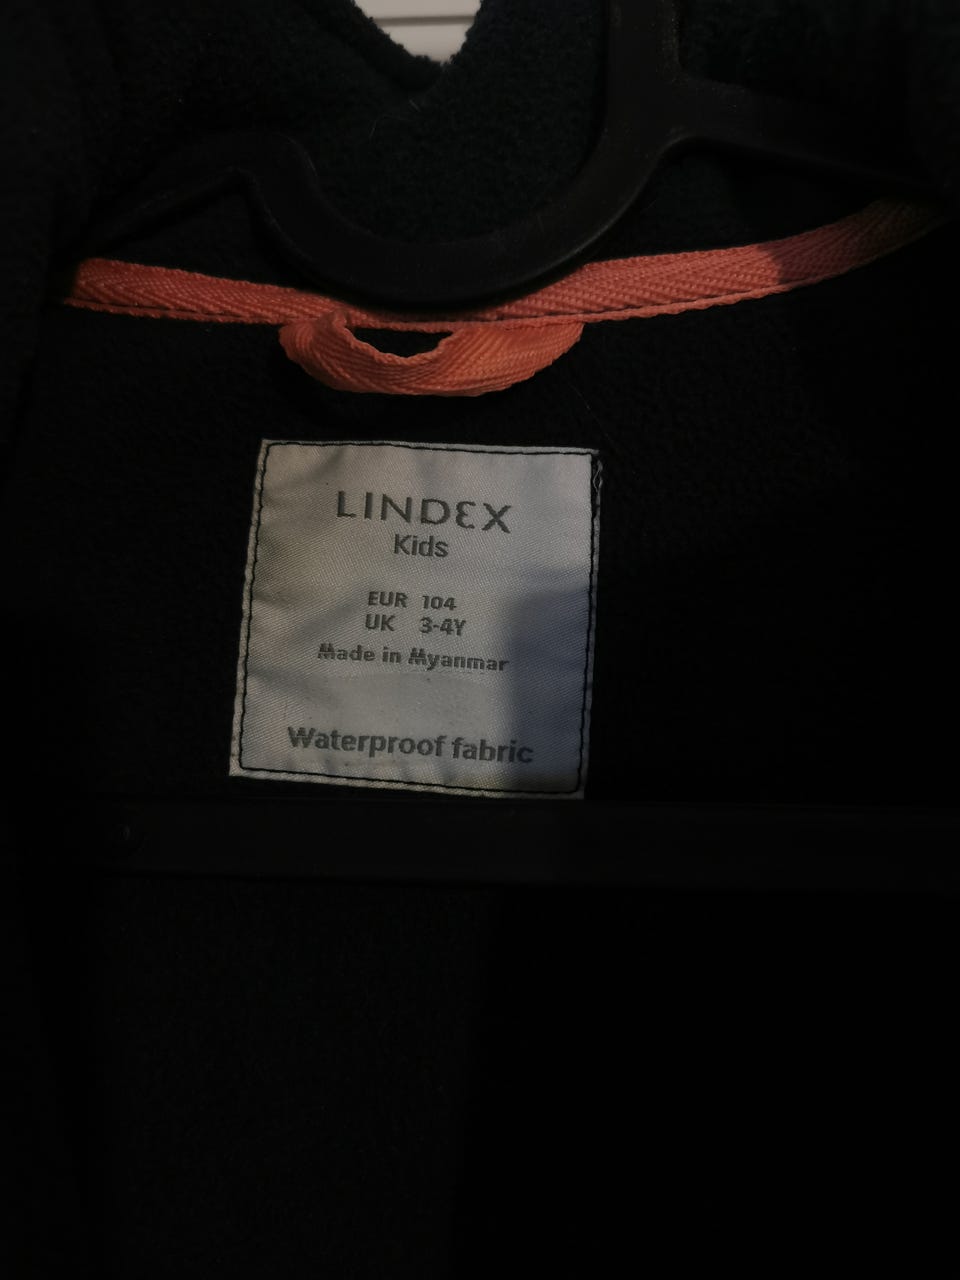 LINDEX
Kids
EUR 104
UK 3-4Y
Made in Myanmar
Waterproof fabric